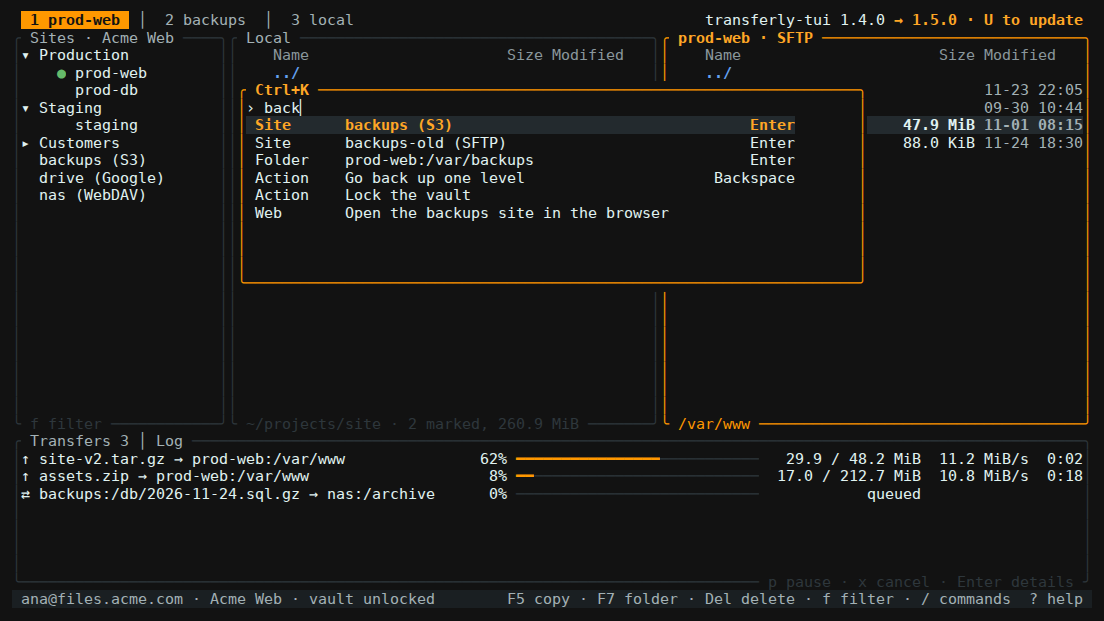 1 prod-web │ 2 backups │ 3 local transferly-tui 1.4.0 → 1.5.0 · U to update
Sites · Acme Web Local prod-web · SFTP
▾ Production Name Size Modified Name Size Modified
● prod-web ../ ../
prod-db Ctrl+K 11-23 22:05
▾ Staging › back 09-30 10:44
staging Site backups (S3) Enter 47.9 MiB 11-01 08:15
▸ Customers Site backups-old (SFTP) Enter 88.0 KiB 11-24 18:30
backups (S3) Folder prod-web:/var/backups Enter
drive (Google) Action Go back up one level Backspace
nas (WebDAV) Action Lock the vault
Web Open the backups site in the browser
f filter ~/projects/site · 2 marked, 260.9 MiB /var/www
Transfers 3 │ Log
↑ site-v2.tar.gz → prod-web:/var/www 62% 29.9 / 48.2 MiB 11.2 MiB/s 0:02
↑ assets.zip → prod-web:/var/www 8% 17.0 / 212.7 MiB 10.8 MiB/s 0:18
⇄ backups:/db/2026-11-24.sql.gz → nas:/archive 0% queued
p pause · x cancel · Enter details
ana@files.acme.com · Acme Web · vault unlocked F5 copy · F7 folder · Del delete · f filter · / commands ? help